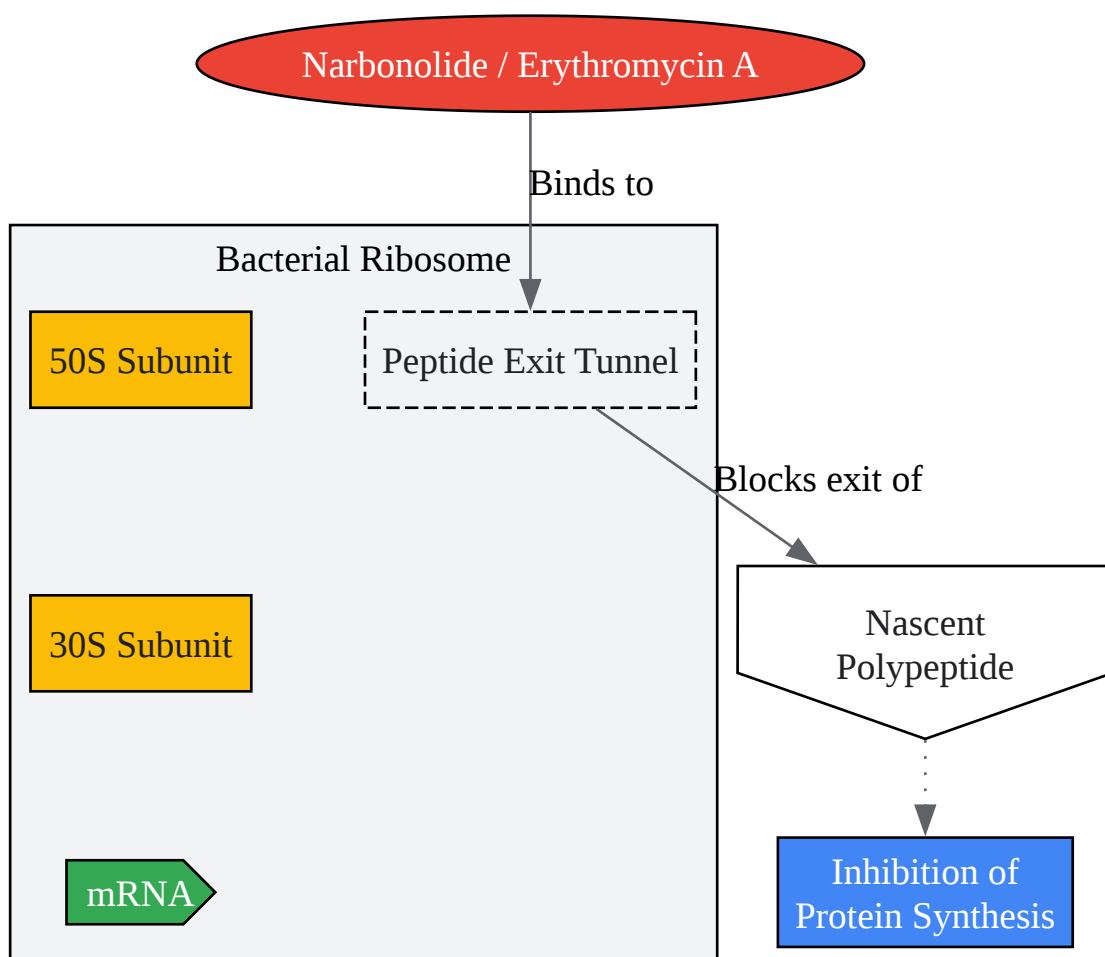 Narbonolide / Erythromycin A
Binds to
Bacterial Ribosome
50S Subunit
Peptide Exit Tunnel
Blocks exit of
30S Subunit
Nascent
Polypeptide
mRNA
Inhibition of
Protein Synthesis